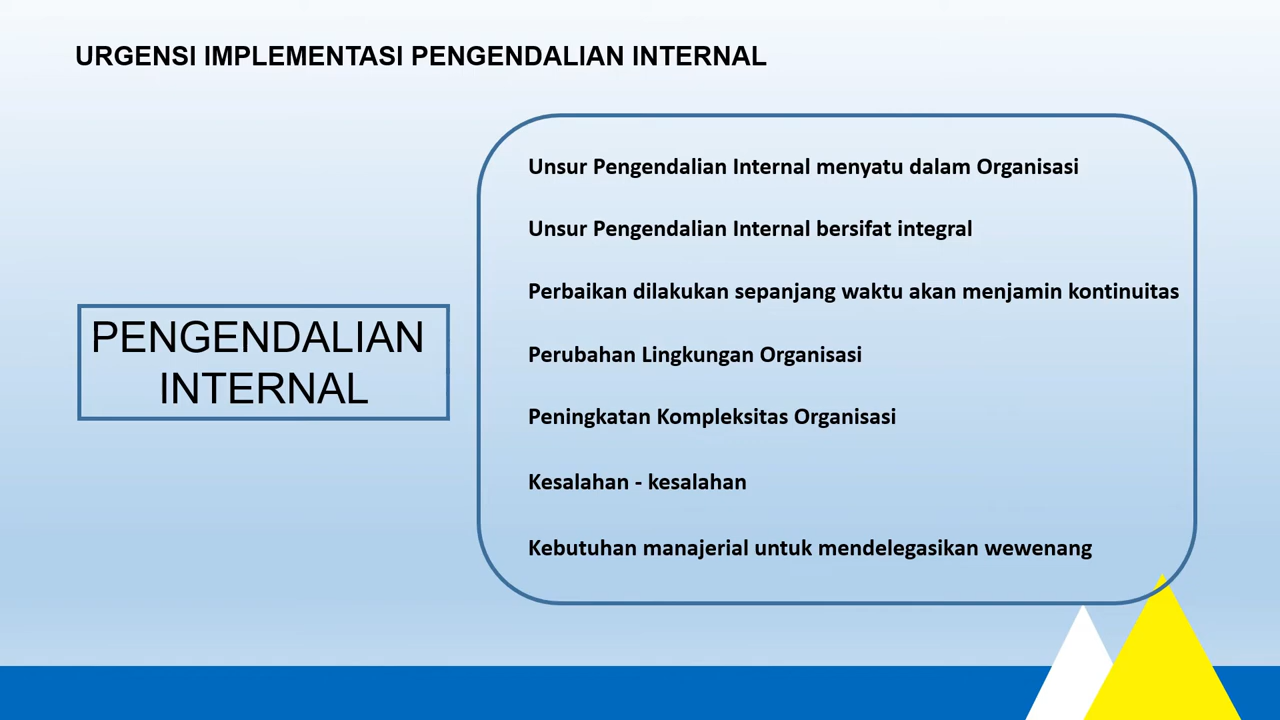 URGENSI IMPLEMENTASI PENGENDALIAN INTERNAL
PENGENDALIAN
INTERNAL
Unsur Pengendalian Internal menyatu dalam Organisasi
Unsur Pengendalian Internal bersifat integral
Perbaikan dilakukan sepanjang waktu akan menjamin kontinuitas
Perubahan Lingkungan Organisasi
Peningkatan Kompleksitas Organisasi
Kesalahan - kesalahan
Kebutuhan manajerial untuk mendelegasikan wewenang